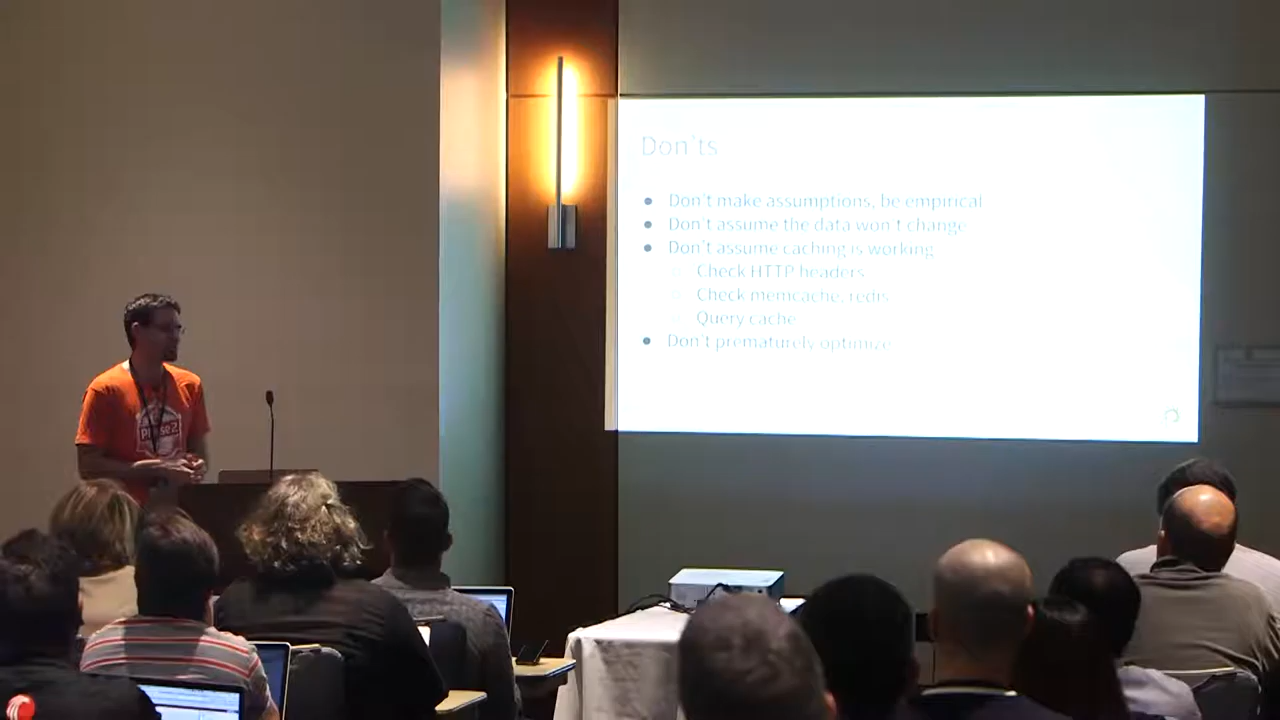 Don'ts
Don't make assumptions, be empirical
Don't assume the data won't change
Don't assume caching is working
Check HTTP headers
Check memcache, redis
Query cache
Don't prematurely optimize
Phase2